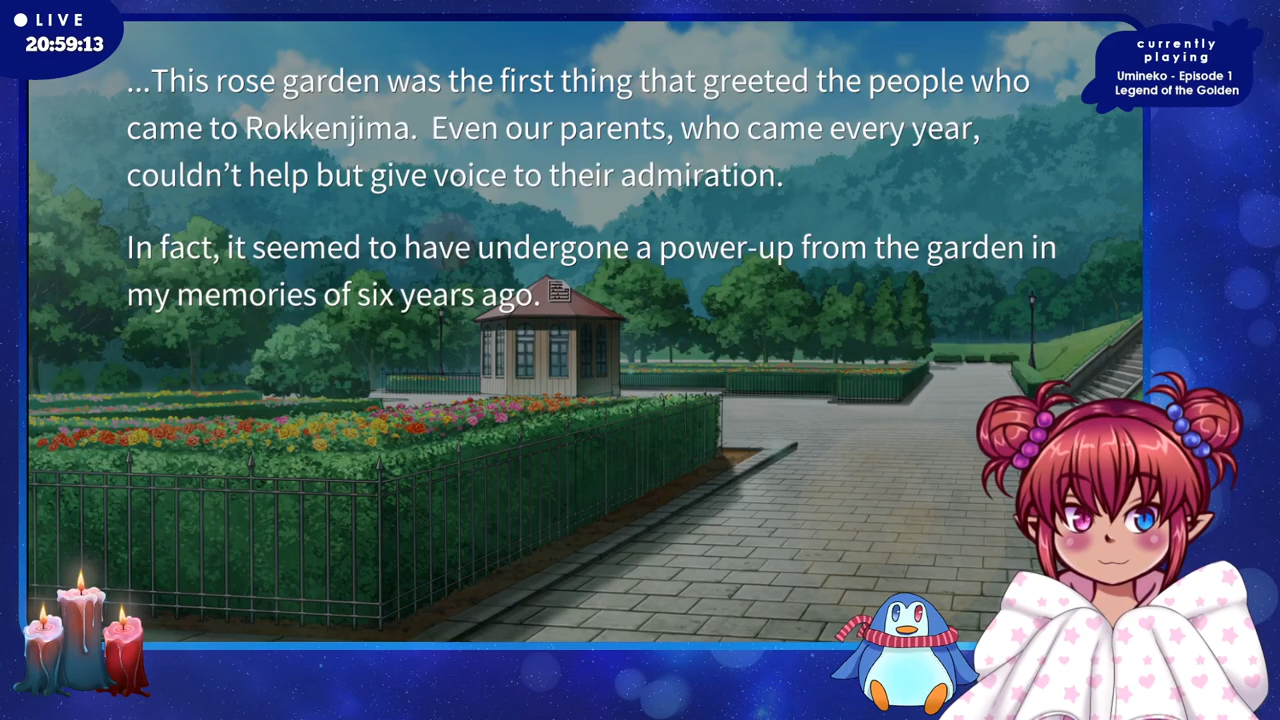 LIVE
20:59:13
currently
playing
Umineko - Episode 1
Legend of the Golden
...This rose garden was the first thing that greeted the people who
came to Rokkenjima.  Even our parents, who came every year,
couldn't help but give voice to their admiration.
In fact, it seemed to have undergone a power-up from the garden in
my memories of six years ago.